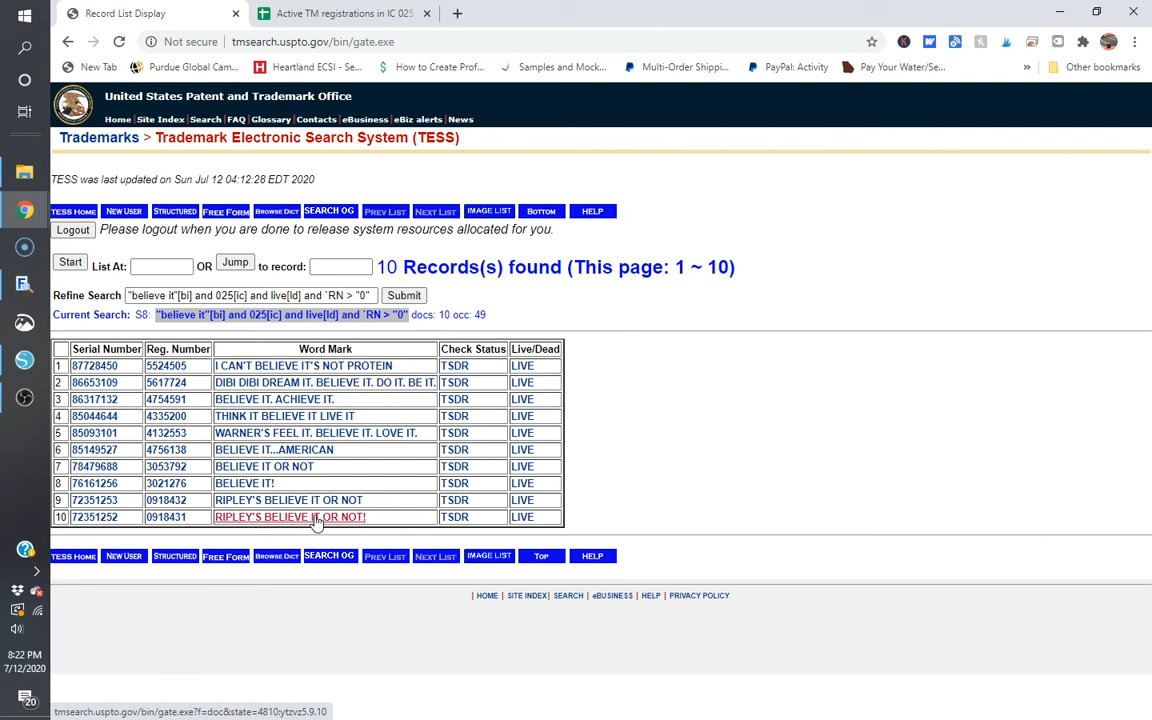 Record List Display
Active TM registrations in IC 025
Not secure | tmsearch.uspto.gov/bin/gate.exe
New Tab
Purdue Global Cam...
Heartland ECSI - Se...
How to Create Prof...
Samples and Mock...
Multi-Order Shippi...
PayPal: Activity
Pay Your Water/Se...
Other bookmarks
United States Patent and Trademark Office
Home | Site Index | Search | FAQ | Glossary | Contacts | eBusiness | eBiz alerts | News
Trademarks > Trademark Electronic Search System (TESS)
TESS was last updated on Sun Jul 12 04:12:28 EDT 2020
TESS HOME NEW USER STRUCTURED FREE FORM BROWSE DICT SEARCH OG PREV LIST NEXT LIST IMAGE LIST BOTTOM HELP
Logout Please logout when you are done to release system resources allocated for you.
Start List At: OR Jump to record: 10 Records(s) found (This page: 1 ~ 10)
Refine Search "believe it"[bi] and 025[ic] and live[ld] and `RN > "0" Submit
Current Search: S8: "believe it"[bi] and 025[ic] and live[ld] and `RN > "0" docs: 10 occ: 49
Serial Number Reg. Number Word Mark Check Status Live/Dead
1 87728450 5524505 I CAN'T BELIEVE IT'S NOT PROTEIN TSDR LIVE
2 86653109 5617724 DIBI DIBI DREAM IT. BELIEVE IT. DO IT. BE IT. TSDR LIVE
3 86317132 4754591 BELIEVE IT. ACHIEVE IT. TSDR LIVE
4 85044644 4335200 THINK IT BELIEVE IT LIVE IT TSDR LIVE
5 85093101 4132553 WARNER'S FEEL IT. BELIEVE IT. LOVE IT. TSDR LIVE
6 85149527 4756138 BELIEVE IT...AMERICAN TSDR LIVE
7 78479688 3053792 BELIEVE IT OR NOT TSDR LIVE
8 76161256 3021276 BELIEVE IT! TSDR LIVE
9 72351253 0918432 RIPLEY'S BELIEVE IT OR NOT TSDR LIVE
10 72351252 0918431 RIPLEY'S BELIEVE IT OR NOT! TSDR LIVE
TESS HOME NEW USER STRUCTURED FREE FORM BROWSE DICT SEARCH OG PREV LIST NEXT LIST IMAGE LIST TOP HELP
| HOME | SITE INDEX | SEARCH | eBUSINESS | HELP | PRIVACY POLICY
8:22 PM
7/12/2020
20
tmsearch.uspto.gov/bin/gate.exe?f=doc&state=4810:ytzvz5.9.10